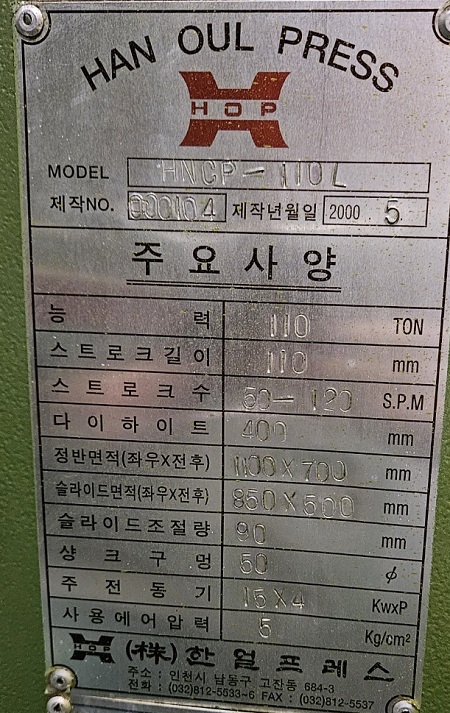 HAN OUL PRESS
HOP
MODEL HNCP-110L
제작NO. 000104 제작년월일 2000 . 5
주요사양
능력 110 TON
스트로크길이 110 mm
스트로크수 50-120 S.P.M
다이하이트 400 mm
정반면적(좌우X전후) 1100X700 mm
슬라이드면적(좌우X전후) 850X500 mm
슬라이드조절량 90 mm
샹크구멍 50 ϕ
주전동기 15X4 KwxP
사용에어압력 5 Kg/cm²
HOP (株)한얼프레스
주소 : 인천시 남동구 고잔동 684-3
전화 : (032)812-5533~6 FAX : (032)812-5537